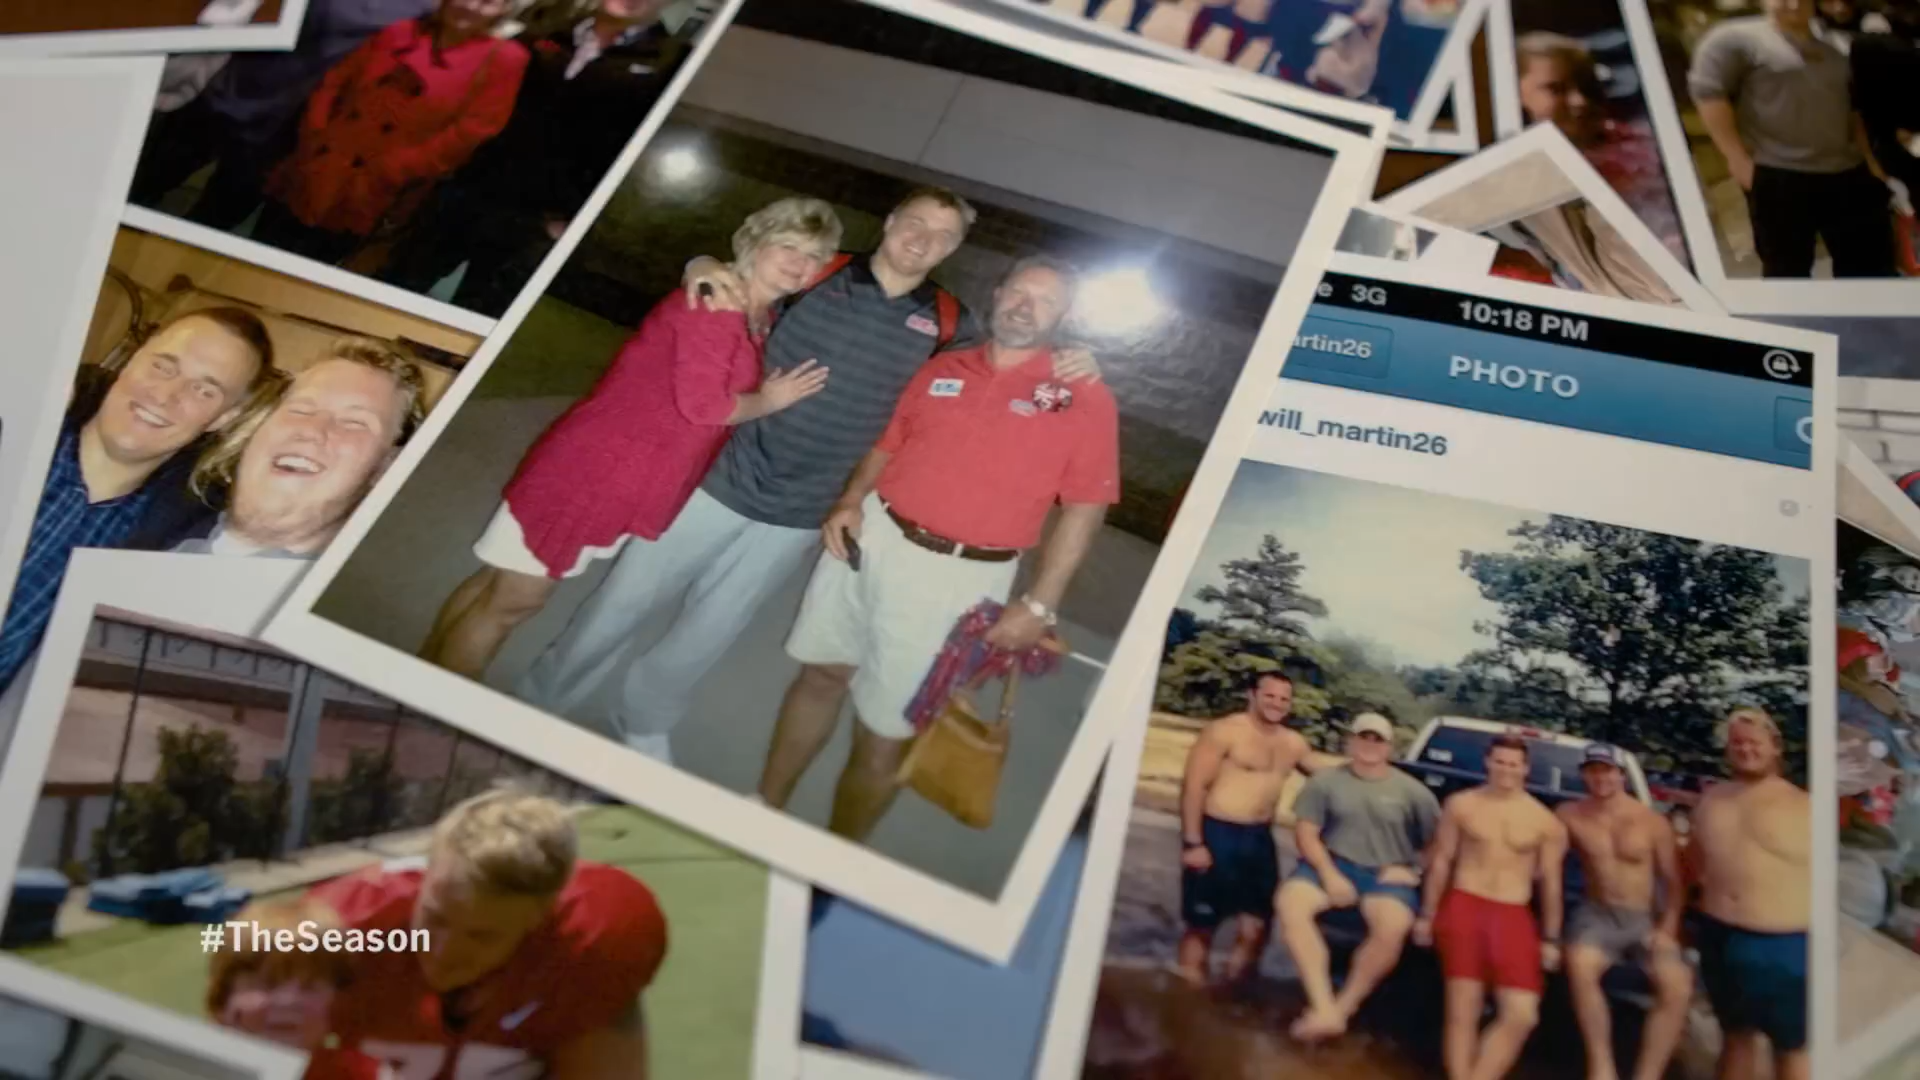 3G
10:18 PM
artin26
PHOTO
will_martin26
#TheSeason